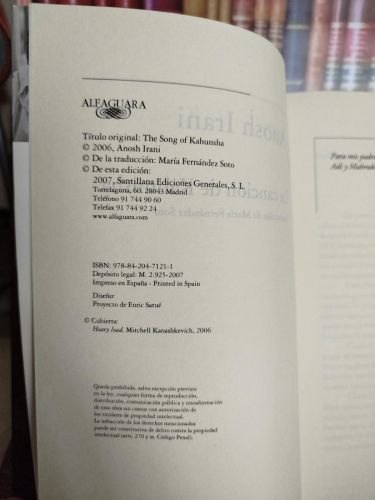 ALFAGUARA
Título original: The Song of Kahunsha
© 2006, Anosh Irani
© De la traducción: María Fernández Soto
© De esta edición:
2007, Santillana Ediciones Generales, S. L.
Torrelaguna, 60. 28043 Madrid
Teléfono 91 744 90 60
Telefax 91 744 92 24
www.alfaguara.com
ISBN: 978-84-204-7121-1
Depósito legal: M. 2.925-2007
Impreso en España - Printed in Spain
Diseño:
Proyecto de Enric Satué
© Cubierta:
Heavy load. Mitchell Kanashkevich, 2006
Queda prohibida, salvo excepción prevista
en la ley, cualquier forma de reproducción,
distribución, comunicación pública y transformación
de esta obra sin contar con autorización de
los titulares de propiedad intelectual.
La infracción de los derechos mencionados
puede ser constitutiva de delito contra la propiedad
intelectual (arts. 270 y ss. Código Penal).
Para mis padre
Adi y